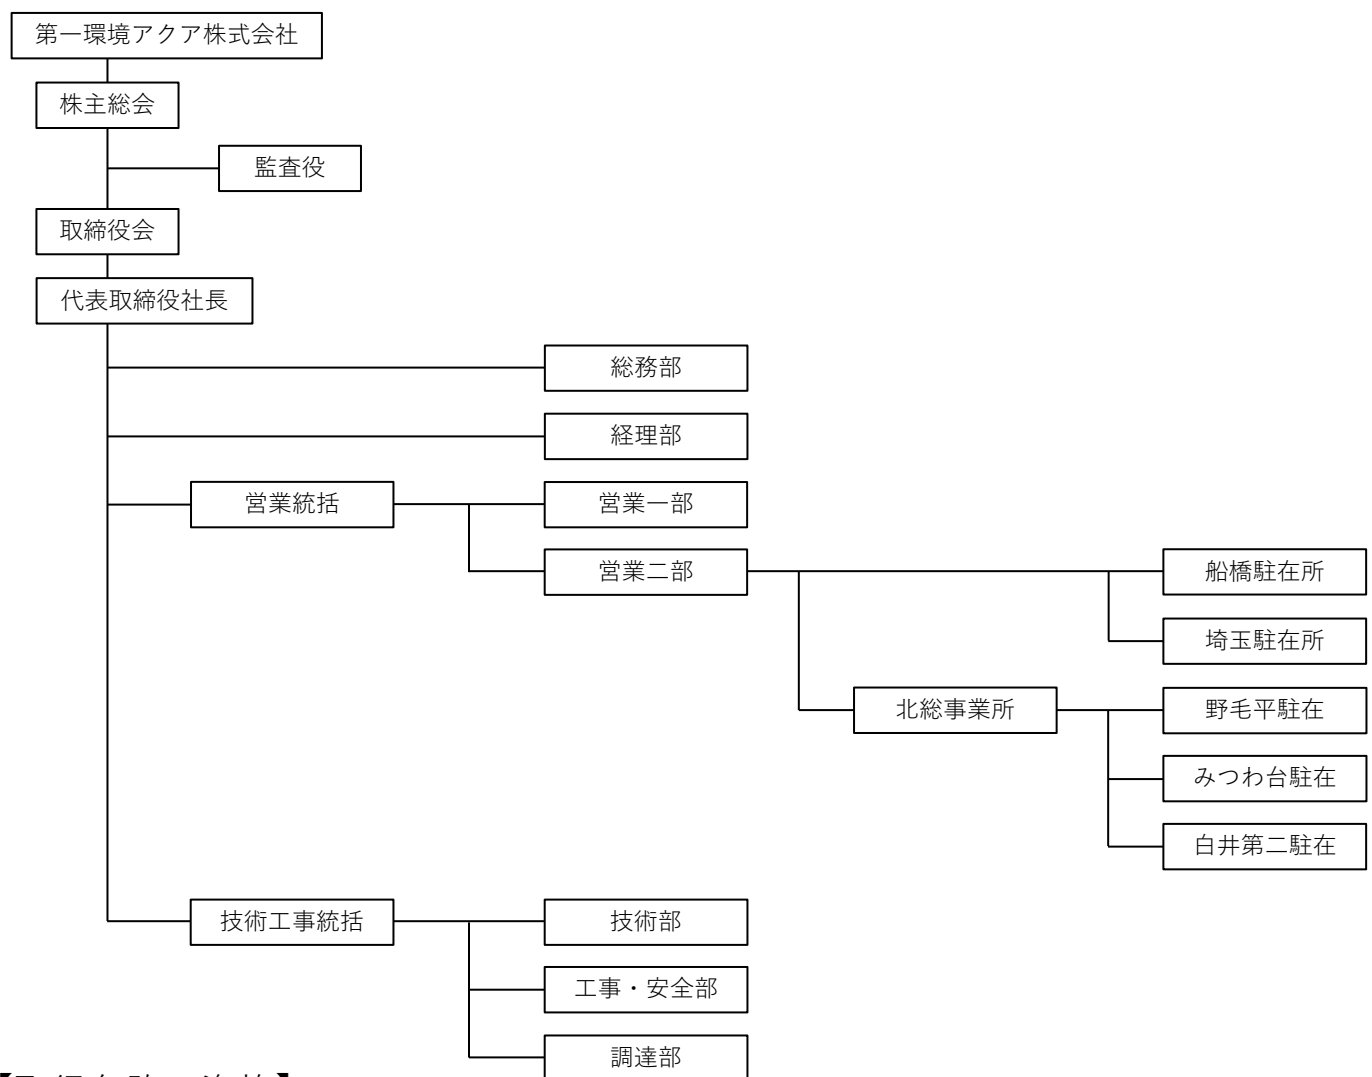 第一環境アクア株式会社
株主総会
監査役
取締役会
代表取締役社長
総務部
経理部
営業統括
営業一部
営業二部
船橋駐在所
埼玉駐在所
北総事業所
野毛平駐在
みつわ台駐在
白井第二駐在
技術工事統括
技術部
工事・安全部
調達部